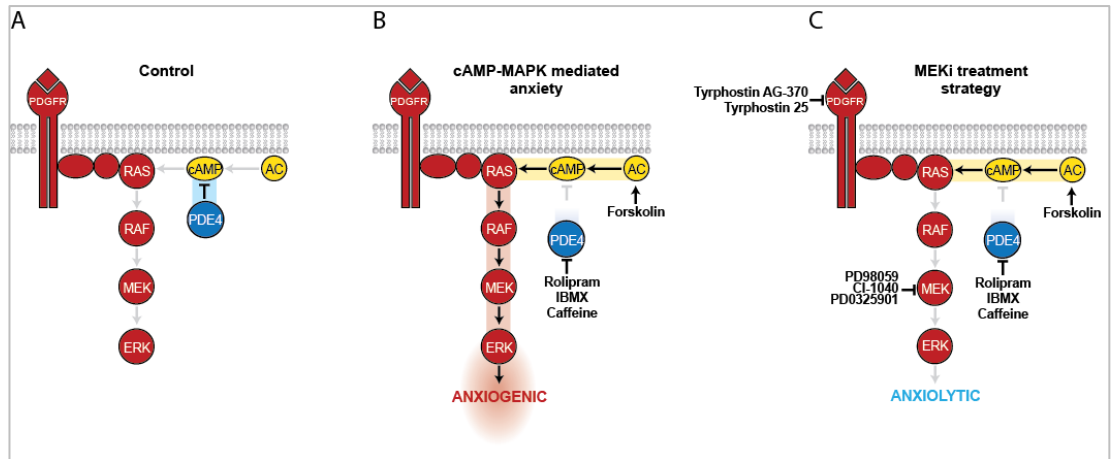 A
Control
PDGFR
RAS
cAMP
AC
PDE4
RAF
MEK
ERK
B
cAMP-MAPK mediated
anxiety
PDGFR
RAS
cAMP
AC
Forskolin
RAF
PDE4
Rolipram
IBMX
Caffeine
MEK
ERK
ANXIOGENIC
C
MEKi treatment
strategy
Tyrphostin AG-370
Tyrphostin 25
PDGFR
RAS
cAMP
AC
Forskolin
RAF
PDE4
PD98059
CI-1040
PD0325901
MEK
Rolipram
IBMX
Caffeine
ERK
ANXIOLYTIC